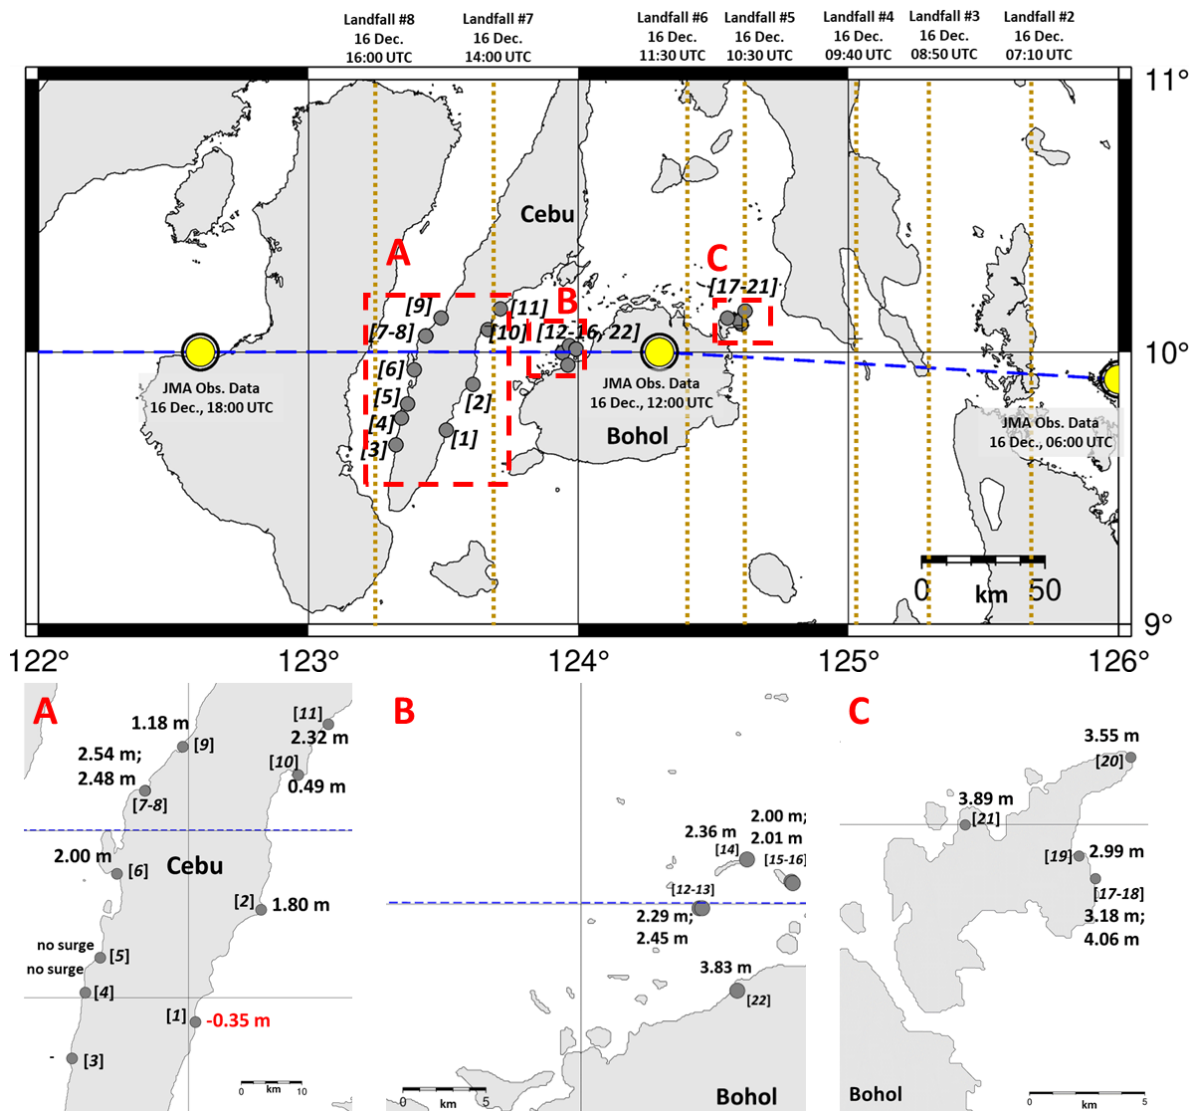 Landfall #8
16 Dec.
16:00 UTC
Landfall #7
16 Dec.
14:00 UTC
Landfall #6
16 Dec.
11:30 UTC
Landfall #5
16 Dec.
10:30 UTC
Landfall #4
16 Dec.
09:40 UTC
Landfall #3
16 Dec.
08:50 UTC
Landfall #2
16 Dec.
07:10 UTC
11°
Cebu
A
C
[17-21]
B
[9]
[11]
[7-8]
[10]
[12-16, 22]
10°
[6]
JMA Obs. Data
16 Dec., 18:00 UTC
JMA Obs. Data
16 Dec., 12:00 UTC
[5]
[2]
[4]
[1]
[3]
Bohol
JMA Obs. Data
16 Dec., 06:00 UTC
0 km 50
9°
122°
123°
124°
125°
126°
A
[11]
1.18 m
2.32 m
[9]
2.54 m;
2.48 m
[10]
0.49 m
[7-8]
2.00 m
Cebu
[6]
[2] 1.80 m
no surge
[5]
no surge
[4]
[1] -0.35 m
- [3]
0 km 10
B
2.00 m;
2.01 m
2.36 m
[14]
[15-16]
[12-13]
2.29 m;
2.45 m
3.83 m
[22]
0 km 5
Bohol
C
3.55 m
[20]
3.89 m
[21]
[19] 2.99 m
[17-18]
3.18 m;
4.06 m
Bohol
0 km 5